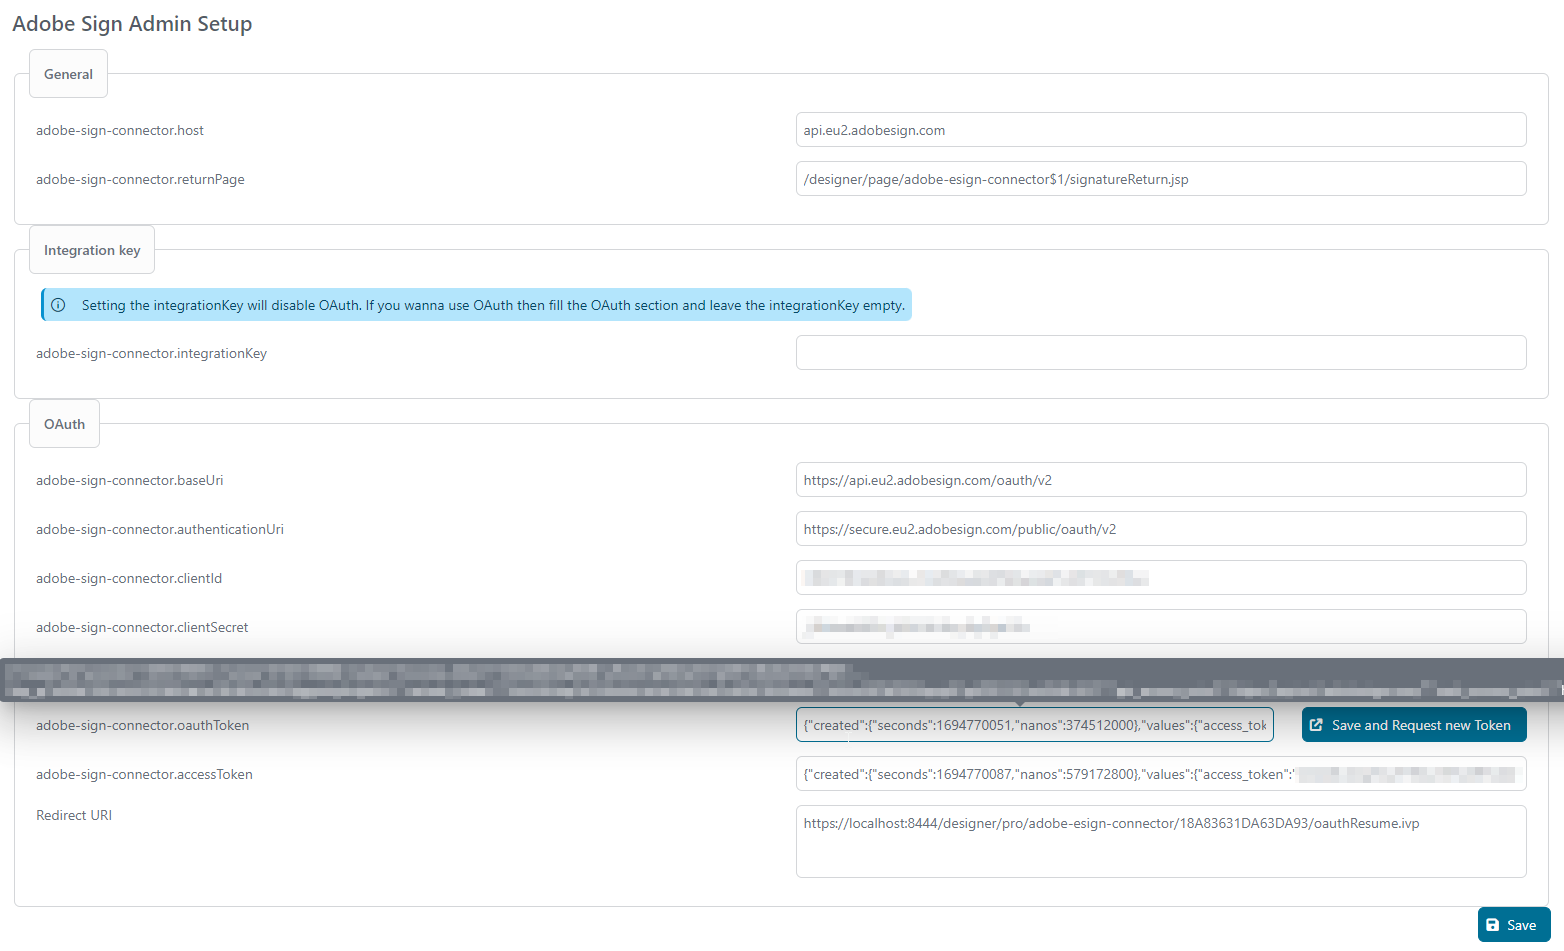 Adobe Sign Admin Setup
General
adobe-sign-connector.host
api.eu2.adobesign.com
adobe-sign-connector.returnPage
/designer/page/adobe-esign-connector$1/signatureReturn.jsp
Integration key
Setting the integrationKey will disable OAuth. If you wanna use OAuth then fill the OAuth section and leave the integrationKey empty.
adobe-sign-connector.integrationKey
OAuth
adobe-sign-connector.baseUri
https://api.eu2.adobesign.com/oauth/v2
adobe-sign-connector.authenticationUri
https://secure.eu2.adobesign.com/public/oauth/v2
adobe-sign-connector.clientId
adobe-sign-connector.clientSecret
adobe-sign-connector.oauthToken
{"created":{"seconds":1694770051,"nanos":374512000},"values":{"access_tok
Save and Request new Token
adobe-sign-connector.accessToken
{"created":{"seconds":1694770087,"nanos":579172800},"values":{"access_token":'
Redirect URI
https://localhost:8444/designer/pro/adobe-esign-connector/18A83631DA63DA93/oauthResume.ivp
Save